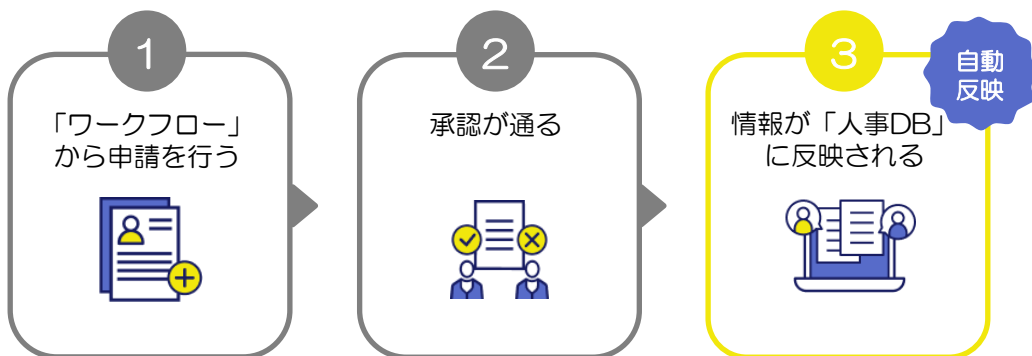 1
「ワークフロー」
から申請を行う
2
承認が通る
3
自動
反映
情報が「人事DB」
に反映される